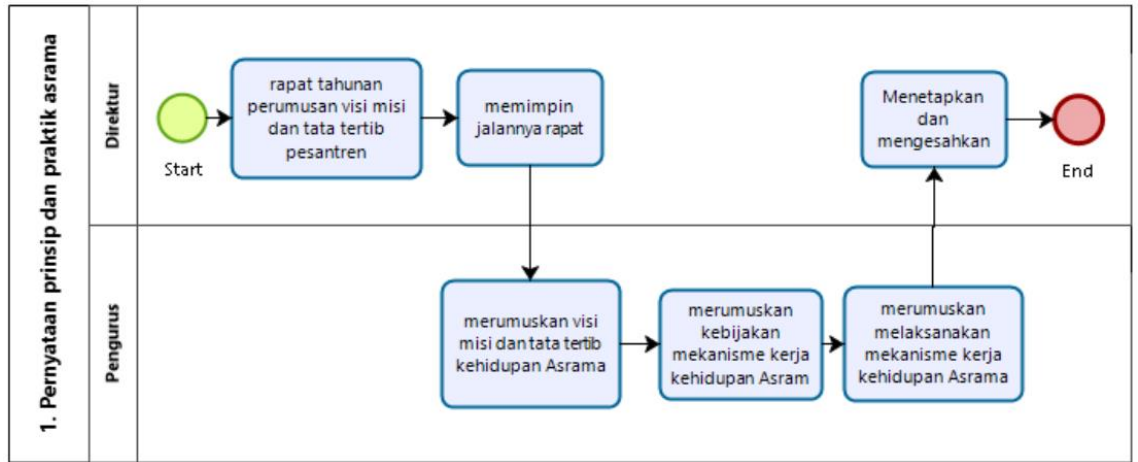 1. Pernyataan prinsip dan praktik asrama
Direktur
Start
rapat tahunan
perumusan visi misi
dan tata tertib
pesantren
memimpin
jalannya rapat
Menetapkan
dan
mengesahkan
End
Pengurus
merumuskan visi
misi dan tata tertib
kehidupan Asrama
merumuskan
kebijakan
mekanisme kerja
kehidupan Asram
merumuskan
melaksanakan
mekanisme kerja
kehidupan Asrama